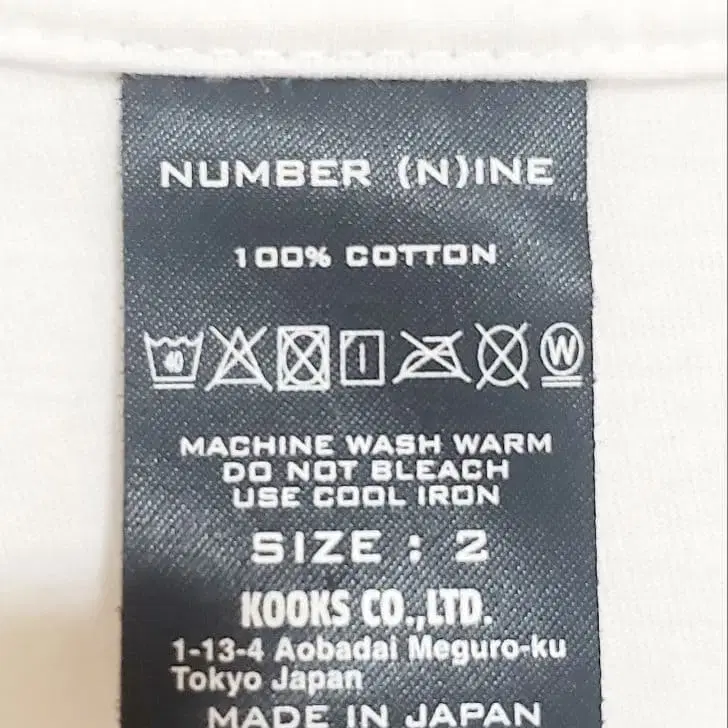 NUMBER (N)INE
100% COTTON
40 W
MACHINE WASH WARM
DO NOT BLEACH
USE COOL IRON
SIZE : 2
KOOKS CO.,LTD.
1-13-4 Aobadai Meguro-ku
Tokyo Japan
MADE IN JAPAN